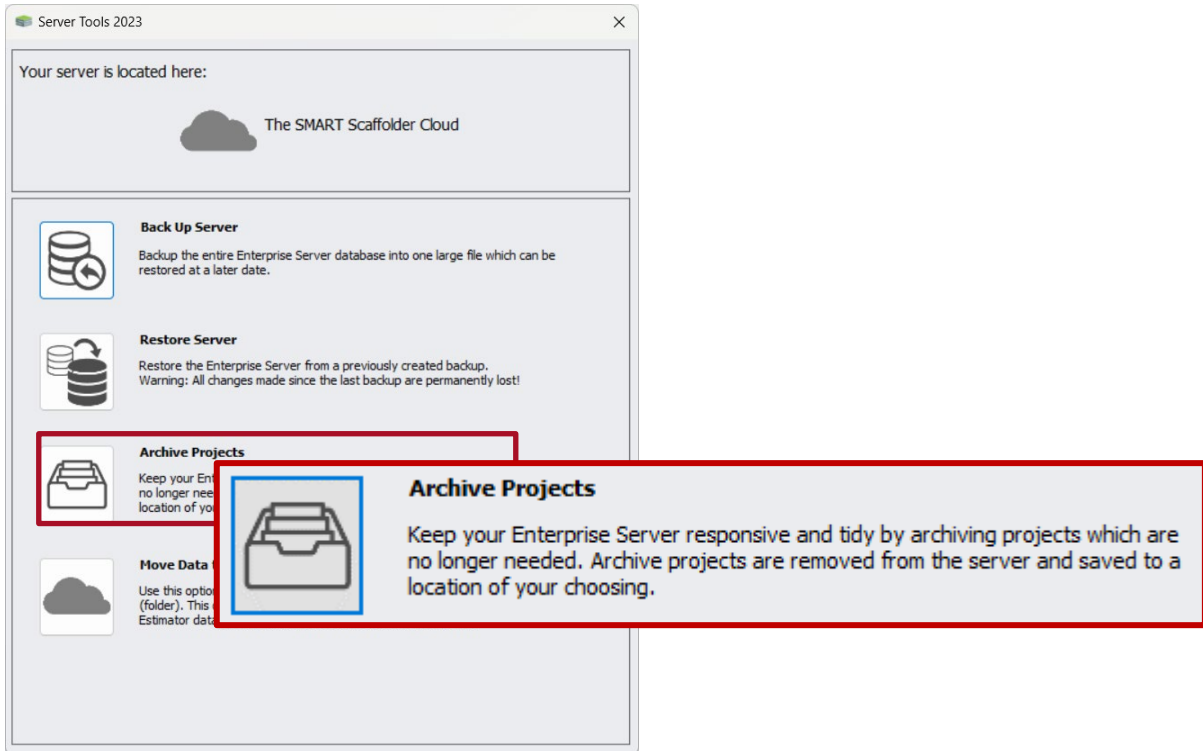 Server Tools 2023
Your server is located here:
The SMART Scaffolder Cloud
Back Up Server
Backup the entire Enterprise Server database into one large file which can be
restored at a later date.
Restore Server
Restore the Enterprise Server from a previously created backup.
Warning: All changes made since the last backup are permanently lost!
Archive Projects
Keep your
no longer
location of
Archive Projects
Keep your Enterprise Server responsive and tidy by archiving projects which are
no longer needed. Archive projects are removed from the server and saved to a
location of your choosing.
Move Data
Use this
(folder). This
Estimator